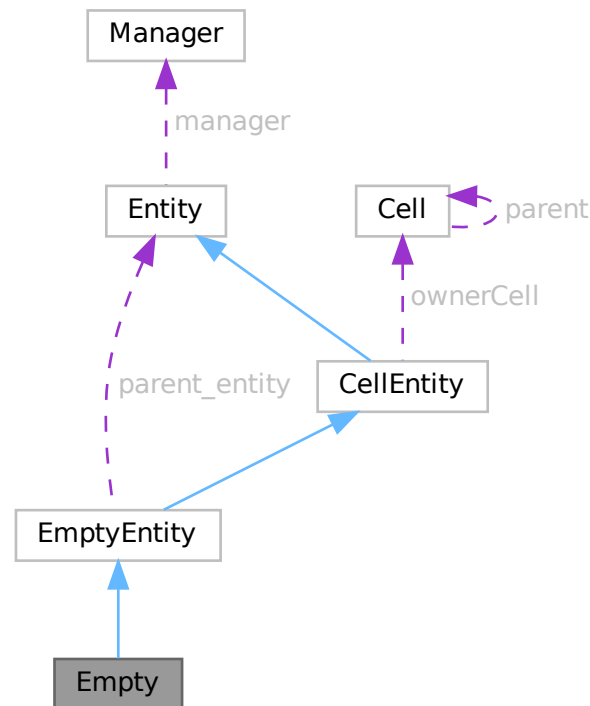 Manager
manager
Entity
Cell
parent
ownerCell
parent_entity
CellEntity
EmptyEntity
Empty